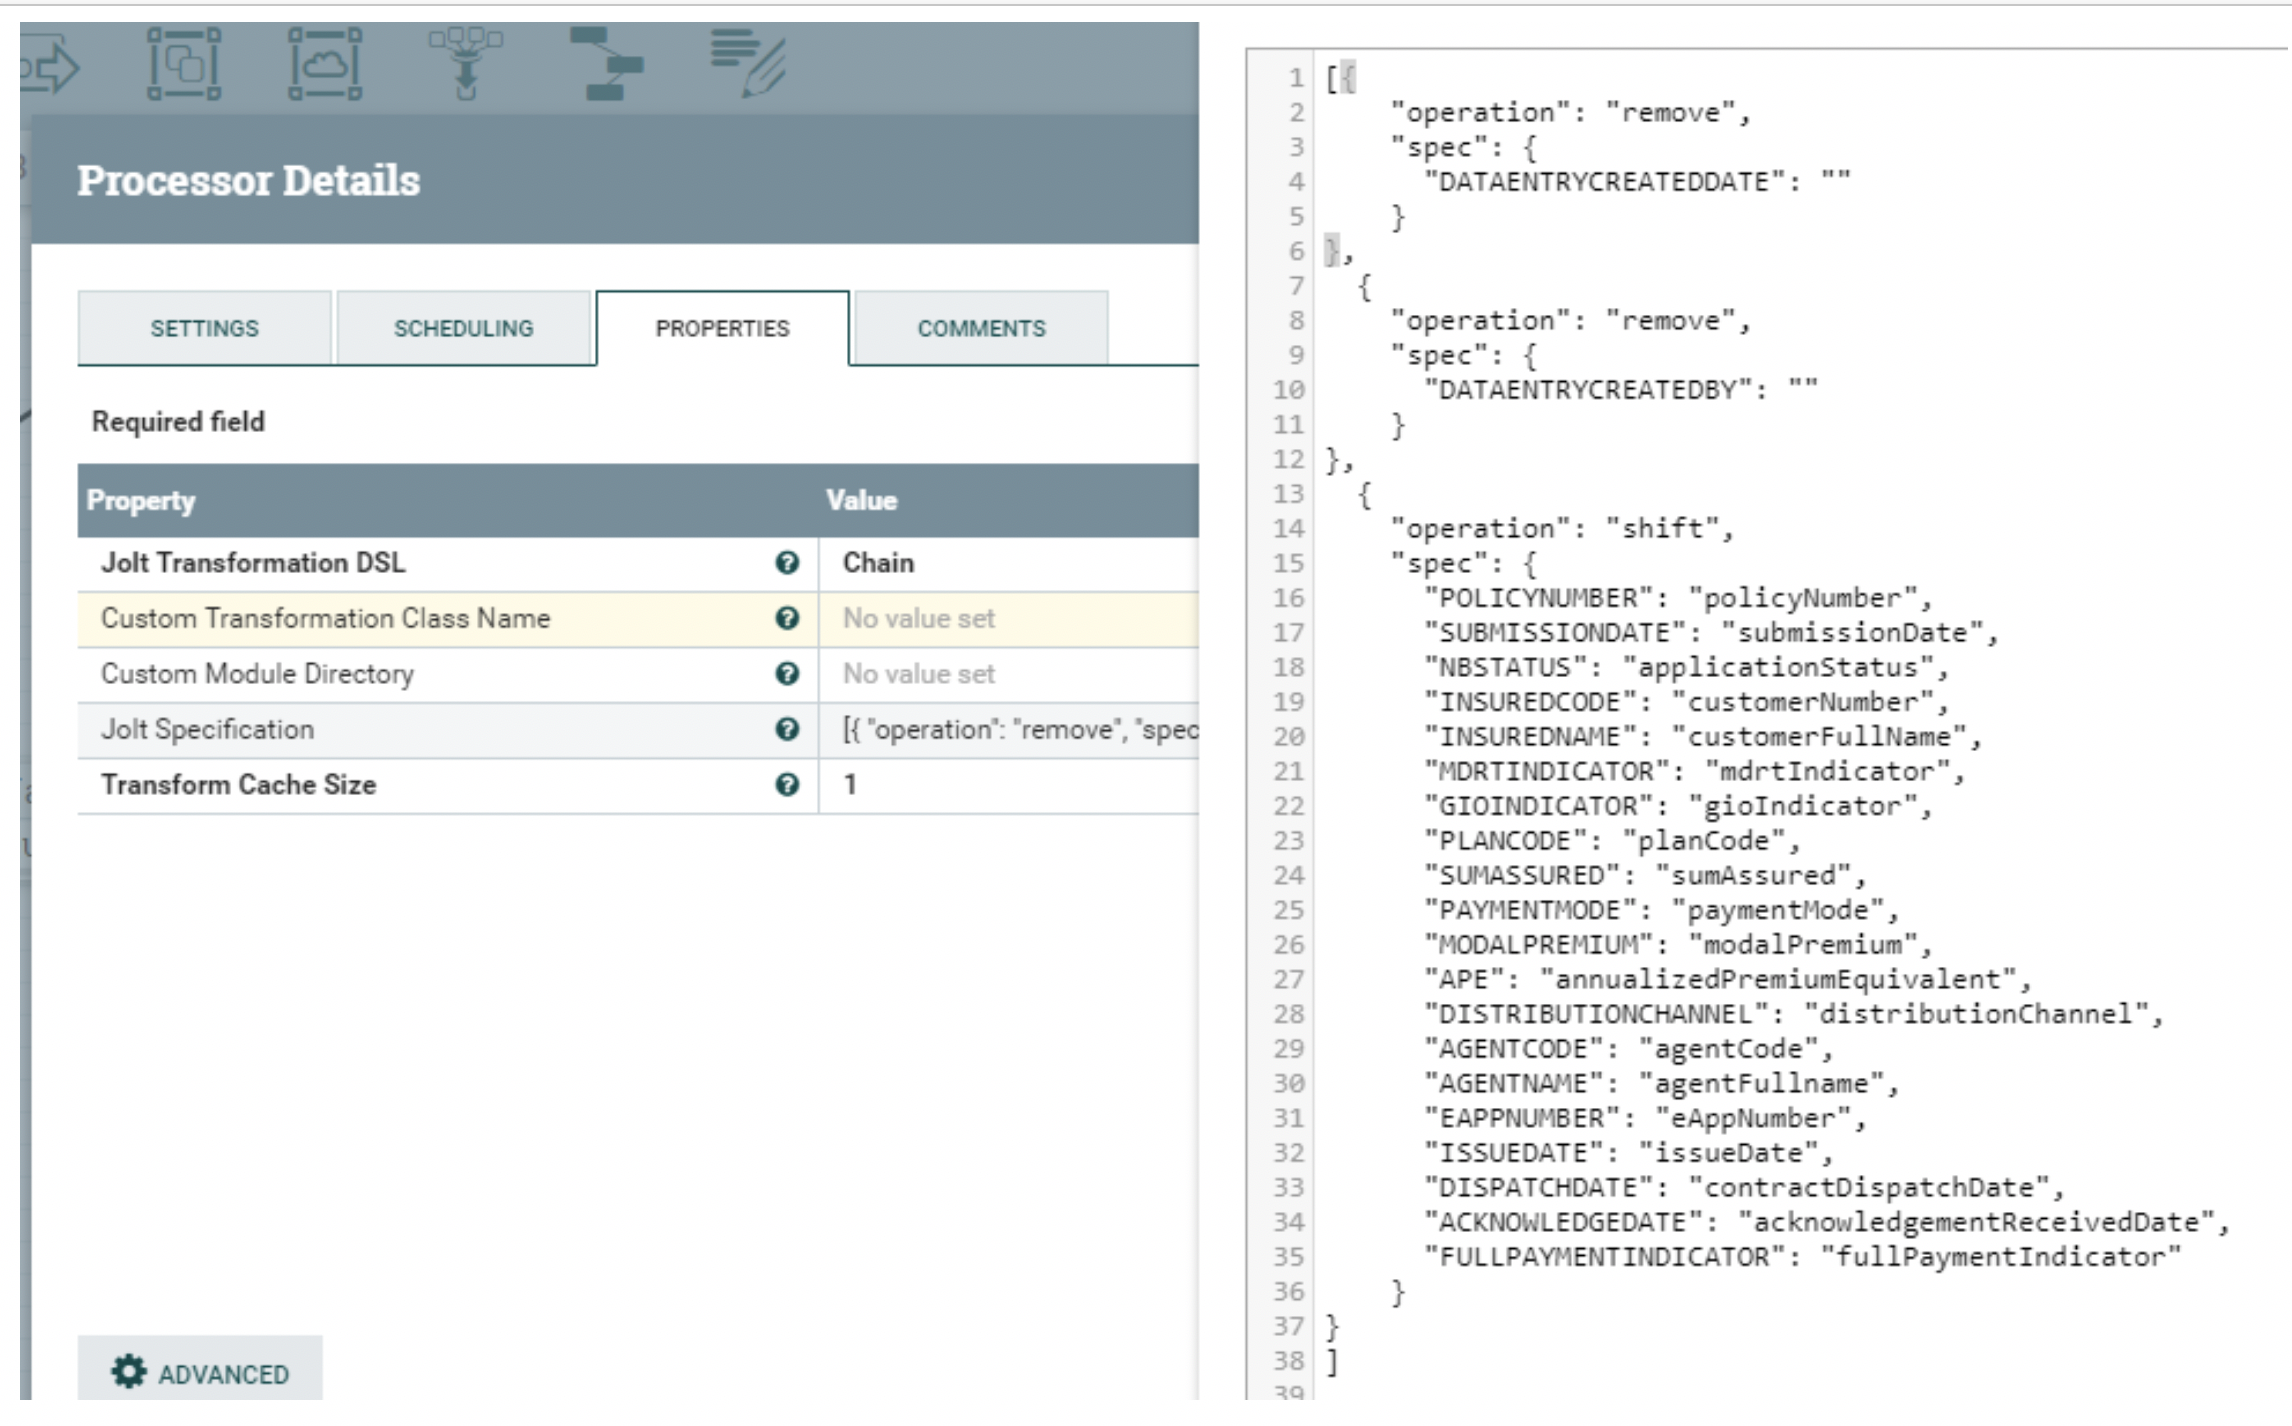 Processor Details
SETTINGS
SCHEDULING
PROPERTIES
COMMENTS
Required field
Property Value
Jolt Transformation DSL Chain
Custom Transformation Class Name No value set
Custom Module Directory No value set
Jolt Specification [{ "operation": "remove", "spec
Transform Cache Size 1
ADVANCED
1 [{
2 "operation": "remove",
3 "spec": {
4 "DATAENTRYCREATEDDATE": ""
5 }
6 },
7 {
8 "operation": "remove",
9 "spec": {
10 "DATAENTRYCREATEDBY": ""
11 }
12 },
13 {
14 "operation": "shift",
15 "spec": {
16 "POLICYNUMBER": "policyNumber",
17 "SUBMISSIONDATE": "submissionDate",
18 "NBSTATUS": "applicationStatus",
19 "INSUREDCODE": "customerNumber",
20 "INSUREDNAME": "customerFullName",
21 "MDRTINDICATOR": "mdrtIndicator",
22 "GIOINDICATOR": "gioIndicator",
23 "PLANCODE": "planCode",
24 "SUMASSURED": "sumAssured",
25 "PAYMENTMODE": "paymentMode",
26 "MODALPREMIUM": "modalPremium",
27 "APE": "annualizedPremiumEquivalent",
28 "DISTRIBUTIONCHANNEL": "distributionChannel",
29 "AGENTCODE": "agentCode",
30 "AGENTNAME": "agentFullname",
31 "EAPPNUMBER": "eAppNumber",
32 "ISSUEDATE": "issueDate",
33 "DISPATCHDATE": "contractDispatchDate",
34 "ACKNOWLEDGEDATE": "acknowledgementReceivedDate",
35 "FULLPAYMENTINDICATOR": "fullPaymentIndicator"
36 }
37 }
38 ]
39